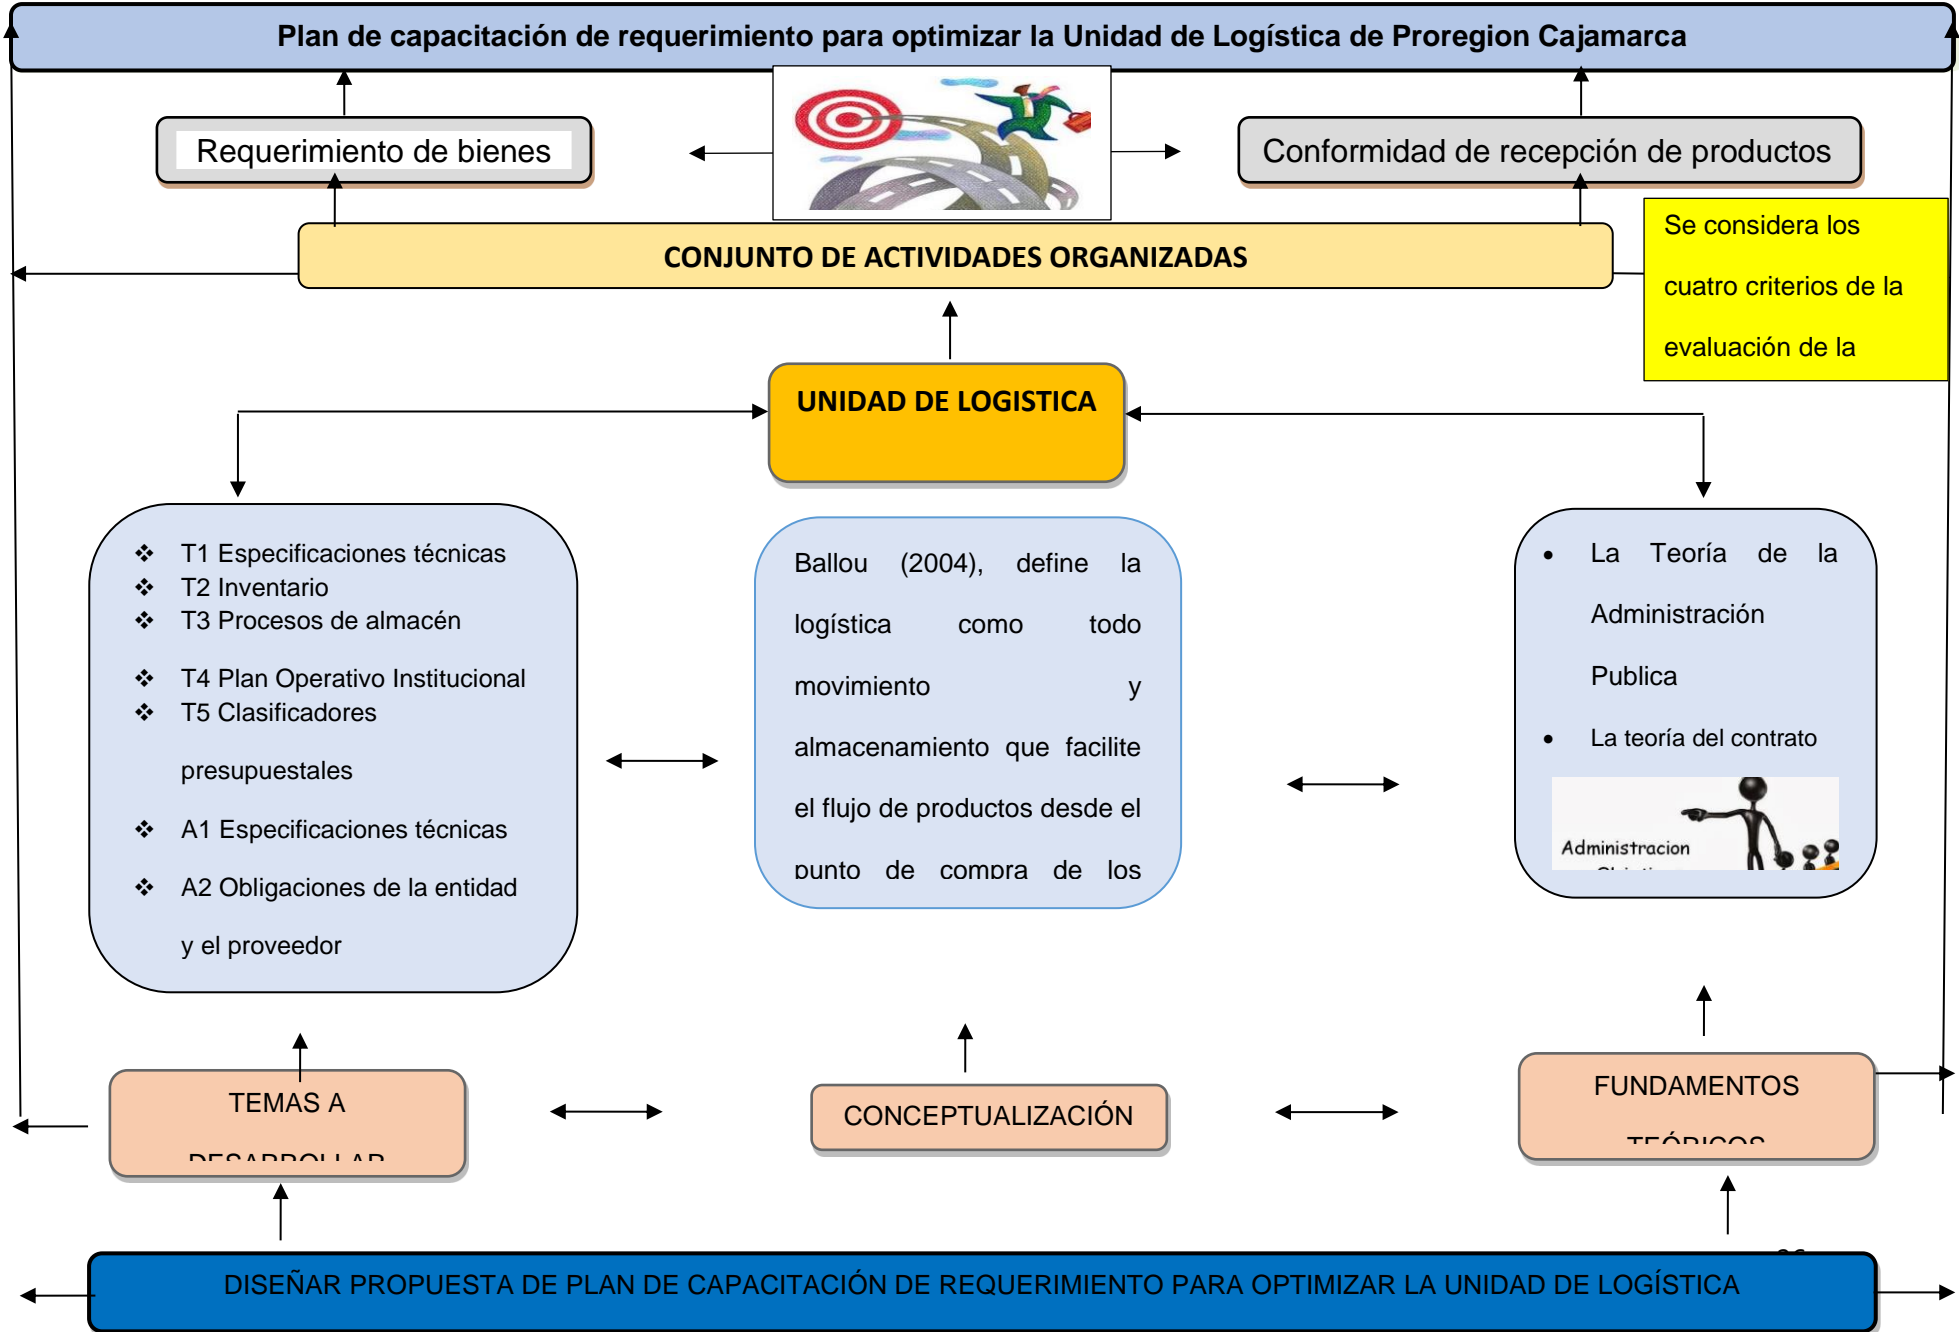 Plan de capacitación de requerimiento para optimizar la Unidad de Logística de Proregion Cajamarca
Requerimiento de bienes
Conformidad de recepción de productos
CONJUNTO DE ACTIVIDADES ORGANIZADAS
Se considera los
cuatro criterios de la
evaluación de la
UNIDAD DE LOGISTICA
❖ T1 Especificaciones técnicas
❖ T2 Inventario
❖ T3 Procesos de almacén
❖ T4 Plan Operativo Institucional
❖ T5 Clasificadores
presupuestales
❖ A1 Especificaciones técnicas
❖ A2 Obligaciones de la entidad
y el proveedor
Ballou (2004), define la
logística como todo
movimiento y
almacenamiento que facilite
el flujo de productos desde el
punto de compra de los
• La Teoría de la
Administración
Publica
• La teoría del contrato
Administracion
TEMAS A
DESARROLLAR
CONCEPTUALIZACIÓN
FUNDAMENTOS
TEÓRICOS
DISEÑAR PROPUESTA DE PLAN DE CAPACITACIÓN DE REQUERIMIENTO PARA OPTIMIZAR LA UNIDAD DE LOGÍSTICA